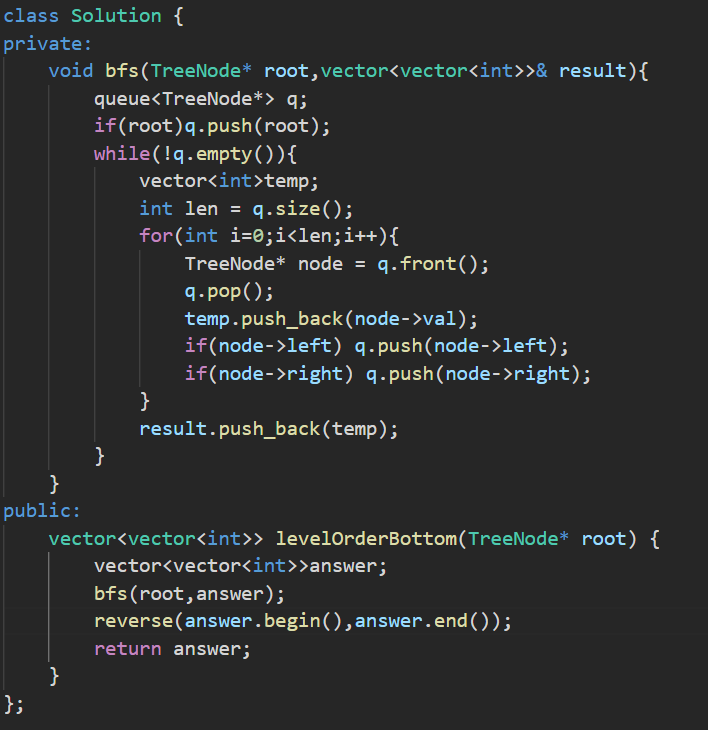 class Solution {
private:
    void bfs(TreeNode* root,vector<vector<int>>& result){
        queue<TreeNode*> q;
        if(root)q.push(root);
        while(!q.empty()){
            vector<int>temp;
            int len = q.size();
            for(int i=0;i<len;i++){
                TreeNode* node = q.front();
                q.pop();
                temp.push_back(node->val);
                if(node->left) q.push(node->left);
                if(node->right) q.push(node->right);
            }
            result.push_back(temp);
        }
    }
public:
    vector<vector<int>> levelOrderBottom(TreeNode* root) {
        vector<vector<int>>answer;
        bfs(root,answer);
        reverse(answer.begin(),answer.end());
        return answer;
    }
};